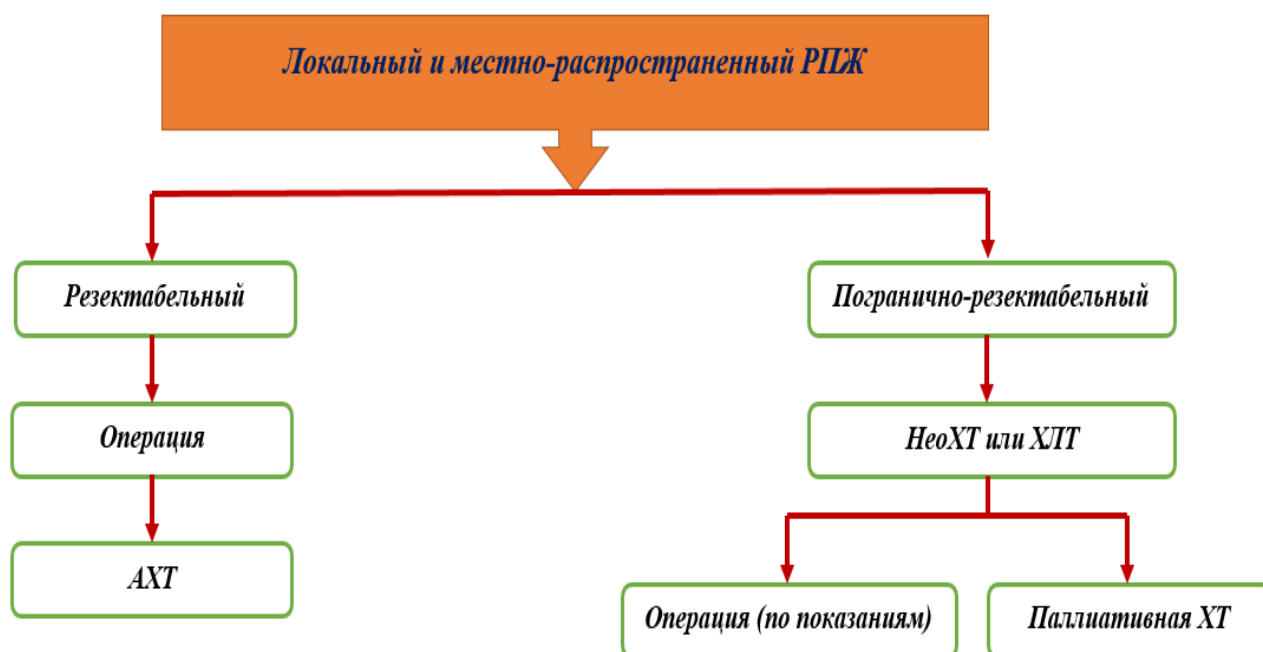 Локальный и местно-распространенный РПЖ
Резектабельный
Погранично-резектабельный
Операция
НеоХТ или ХЛТ
АХТ
Операция (по показаниям)
Паллиативная ХТ